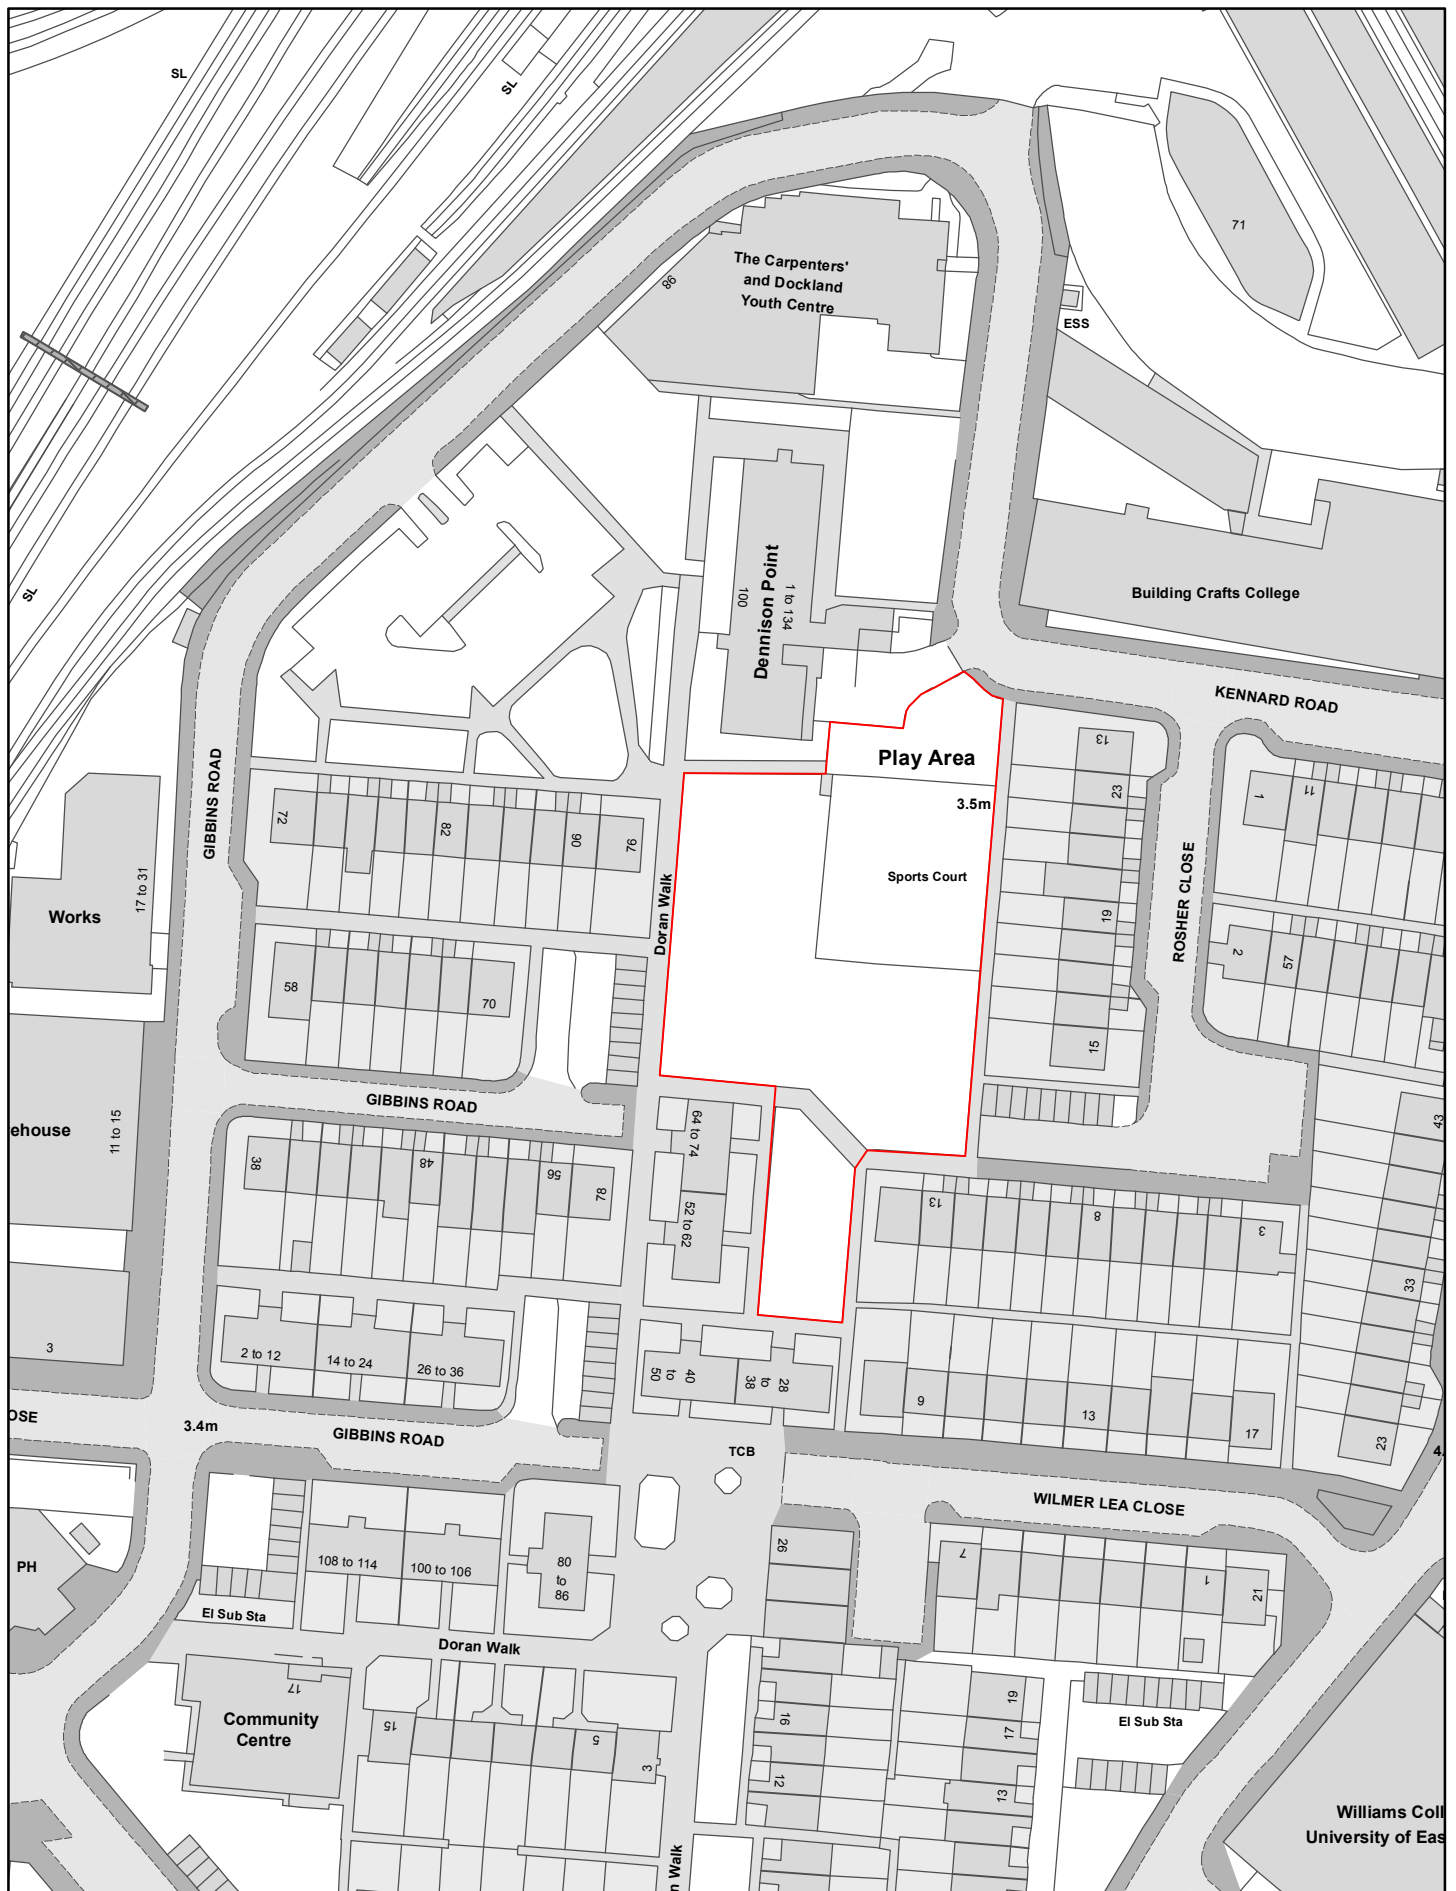 SL
SL
SL
The Carpenters'
and Dockland
Youth Centre
86
71
ESS
Building Crafts College
Dennison Point
1 to 134
100
KENNARD ROAD
Play Area
3.5m
Sports Court
GIBBINS ROAD
Doran Walk
ROSHER CLOSE
72
82
90
76
13
23
19
15
1
11
2
57
Works
17 to 31
58
70
GIBBINS ROAD
ehouse
11 to 15
64 to 74
52 to 62
38
48
56
78
13
8
3
43
33
23
2 to 12
14 to 24
26 to 36
3
50
to
40
38
to
28
9
13
17
OSE
3.4m
GIBBINS ROAD
TCB
4.
WILMER LEA CLOSE
PH
108 to 114
100 to 106
80
to
86
26
7
1
21
El Sub Sta
Doran Walk
17
Community
Centre
15
5
3
16
12
19
17
13
El Sub Sta
n Walk
Williams Coll
University of Eas